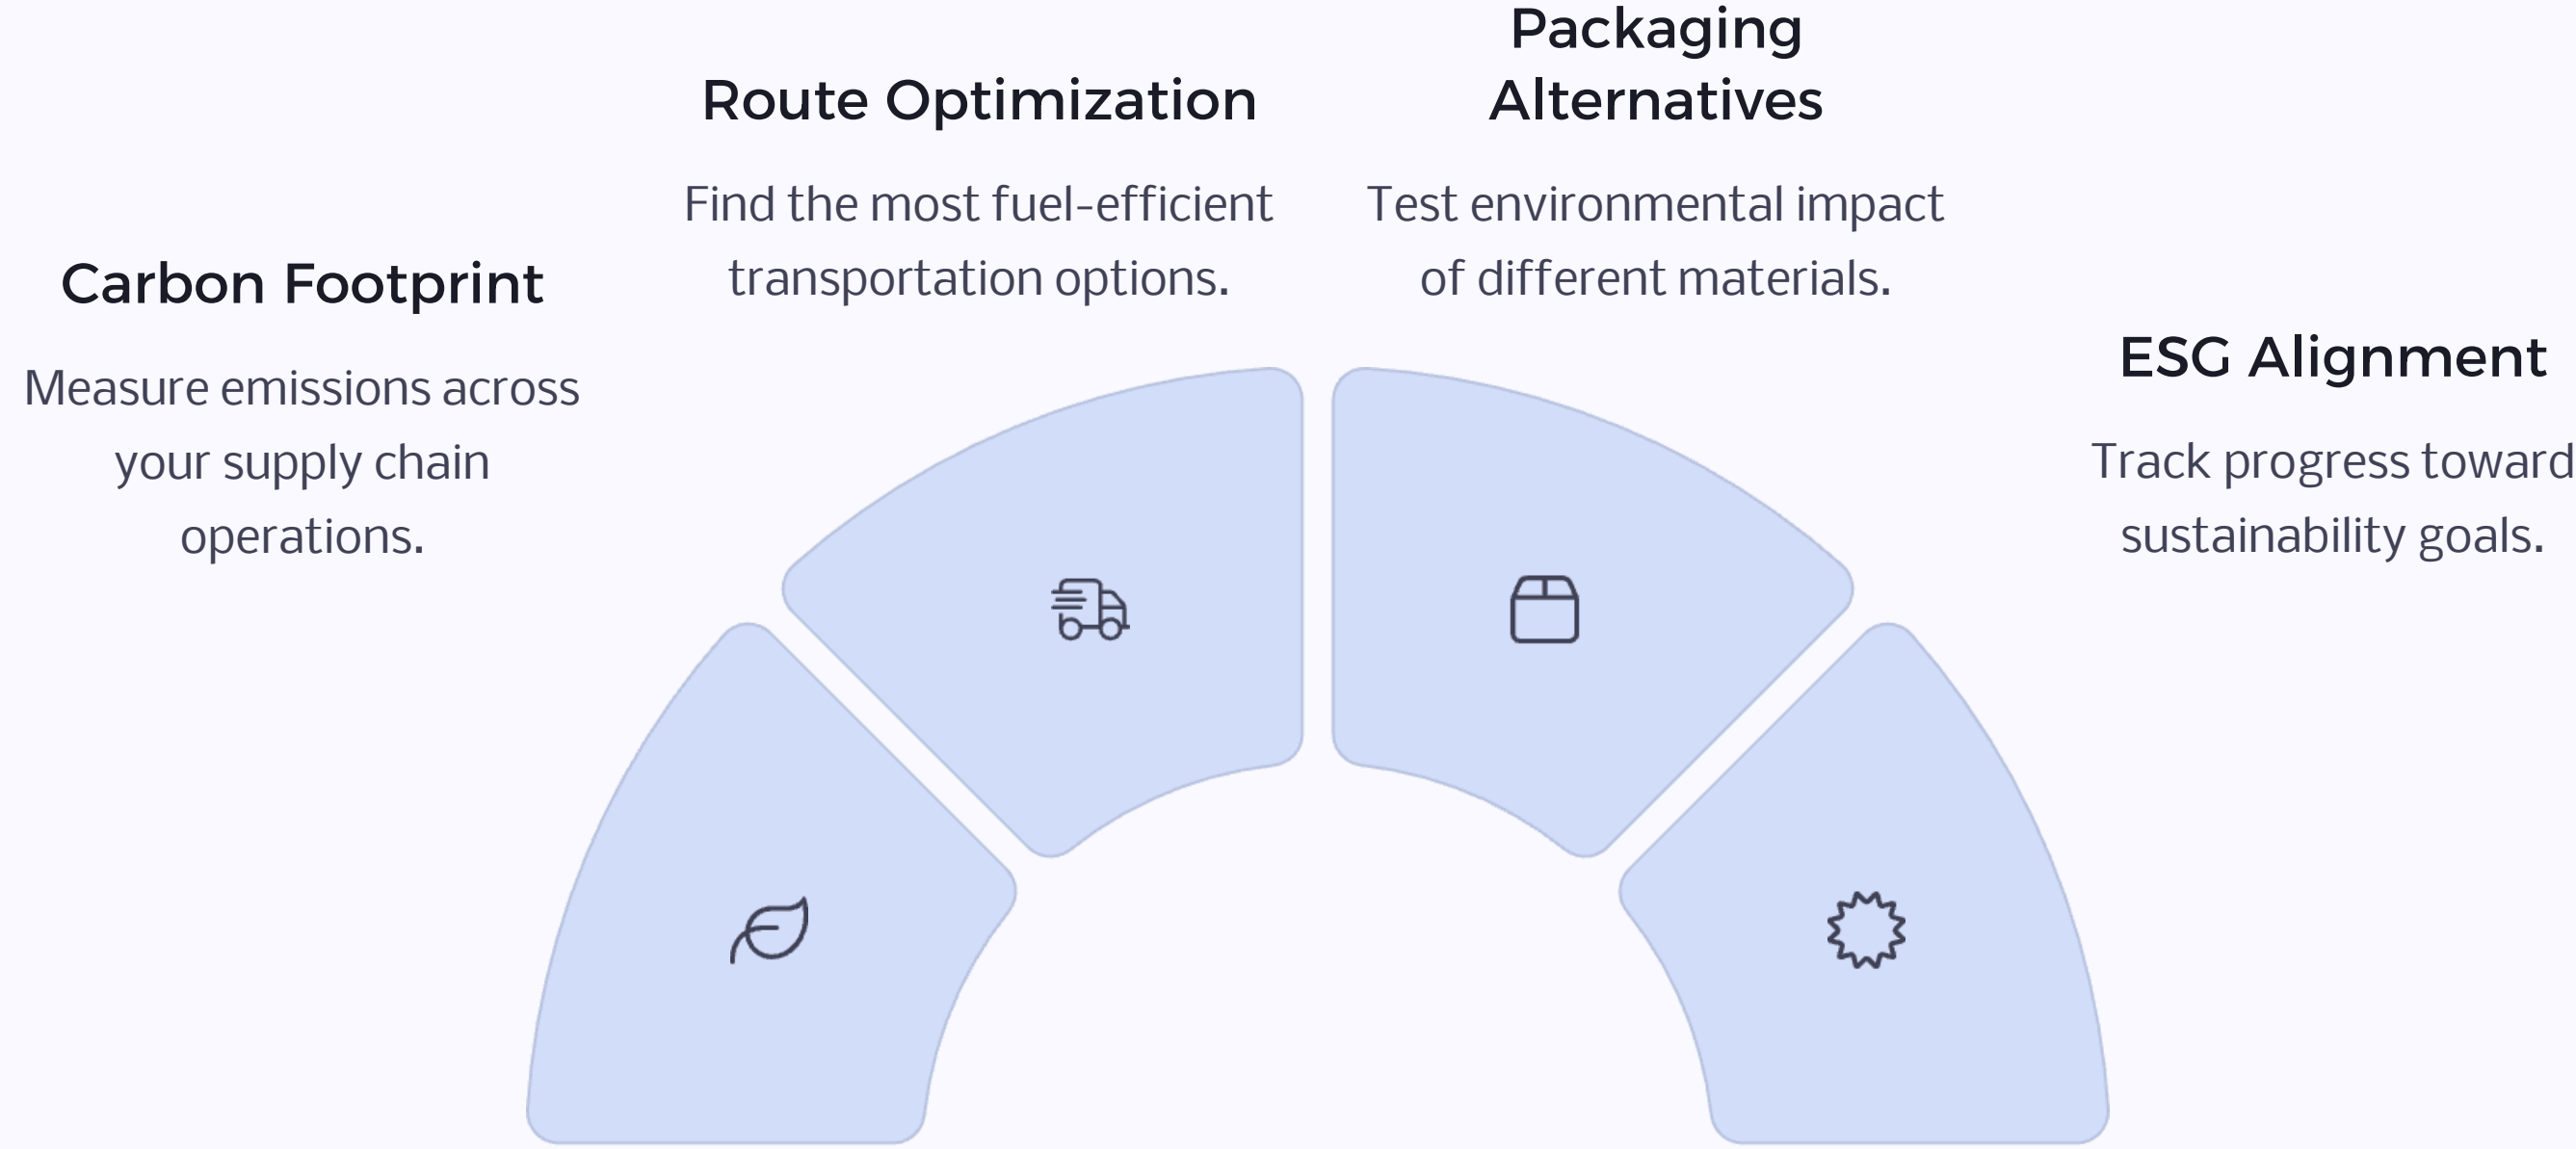 Carbon Footprint
Measure emissions across
your supply chain
operations.
Route Optimization
Find the most fuel-efficient
transportation options.
Packaging
Alternatives
Test environmental impact
of different materials.
ESG Alignment
Track progress toward
sustainability goals.